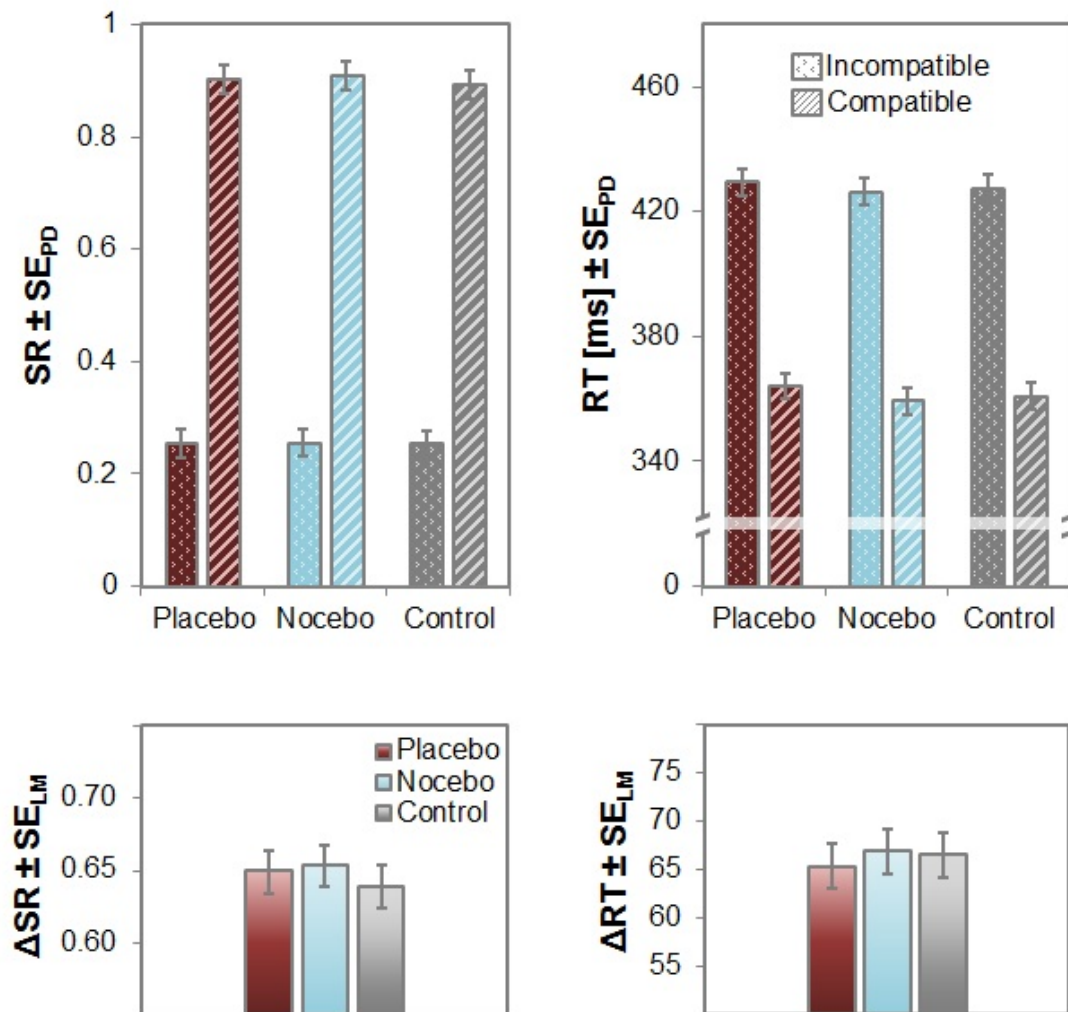 SR ± SE_PD
1
0.8
0.6
0.4
0.2
0
Placebo Nocebo Control
RT [ms] ± SE_PD
460
420
380
340
0
Incompatible
Compatible
Placebo Nocebo Control
ΔSR ± SE_LM
0.70
0.65
0.60
Placebo
Nocebo
Control
ΔRT ± SE_LM
75
70
65
60
55